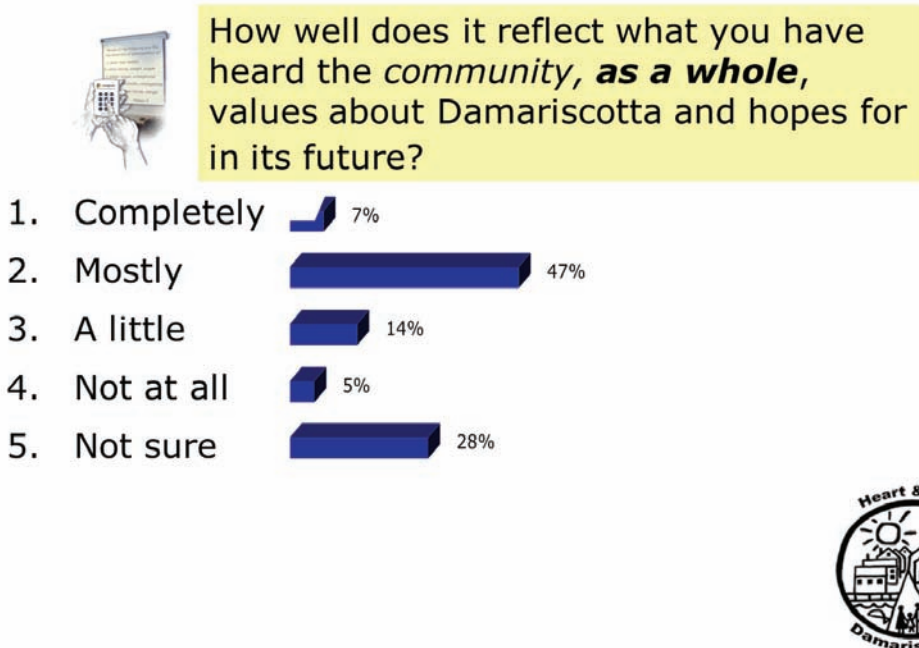 How well does it reflect what you have
heard the community, as a whole,
values about Damariscotta and hopes for
in its future?
1. Completely 7%
2. Mostly 47%
3. A little 14%
4. Not at all 5%
5. Not sure 28%
Heart &